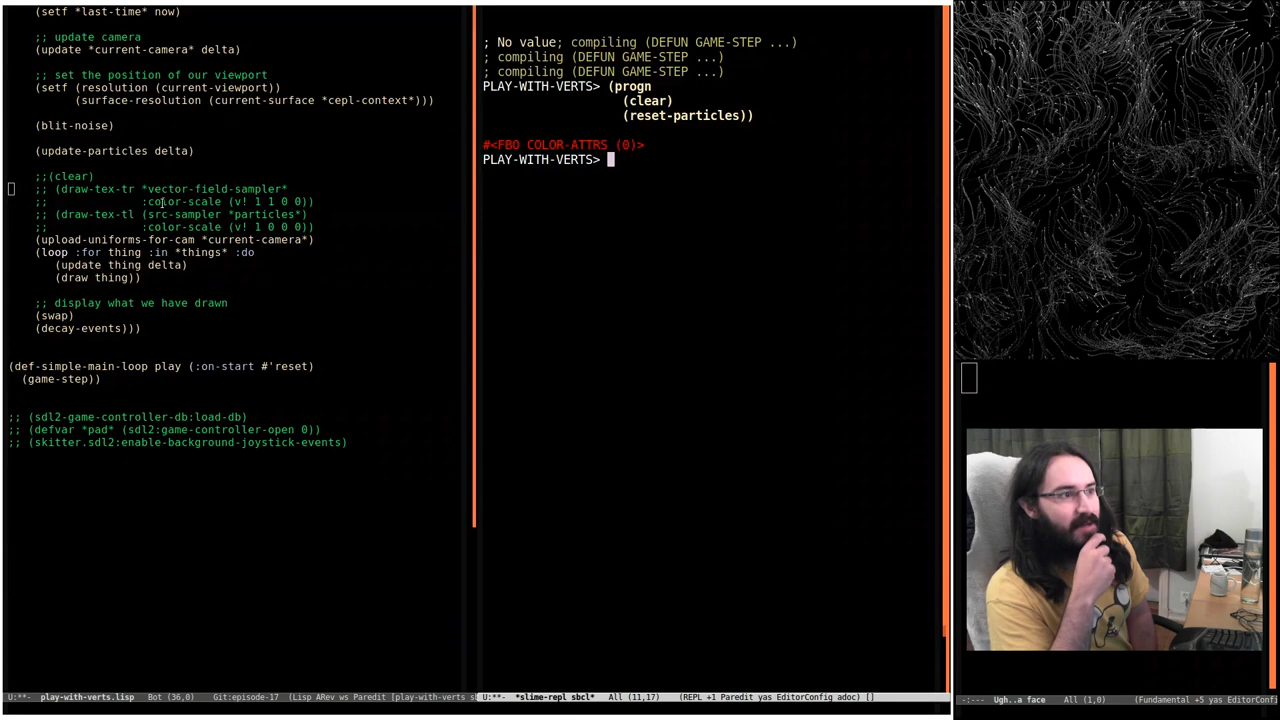 (setf *last-time* now)
;; update camera
(update *current-camera* delta)
;; set the position of our viewport
(setf (resolution (current-viewport))
(surface-resolution (current-surface *cepl-context*)))
(blit-noise)
(update-particles delta)
;;(clear)
;; (draw-tex-tr *vector-field-sampler*
;; :color-scale (v! 1 1 0 0))
;; (draw-tex-tl (src-sampler *particles*)
;; :color-scale (v! 1 0 0 0))
(upload-uniforms-for-cam *current-camera*)
(loop :for thing :in *things* :do
(update thing delta)
(draw thing))
;; display what we have drawn
(swap)
(decay-events)))
(def-simple-main-loop play (:on-start #'reset)
(game-step))
;; (sdl2-game-controller-db:load-db)
;; (defvar *pad* (sdl2:game-controller-open 0))
;; (skitter.sdl2:enable-background-joystick-events)
U:**- play-with-verts.lisp Bot (36,0) Git:episode-17 (Lisp ARev ws Paredit [play-with-verts sb
; No value; compiling (DEFUN GAME-STEP ...)
; compiling (DEFUN GAME-STEP ...)
; compiling (DEFUN GAME-STEP ...)
PLAY-WITH-VERTS> (progn
(clear)
(reset-particles))
#<FBO COLOR-ATTRS (0)>
PLAY-WITH-VERTS>
U:**- *slime-repl sbcl* All (11,17) (REPL +1 Paredit yas EditorConfig adoc) []
-:--- Ugh..a face All (1,0) (Fundamental +5 yas EditorConfi